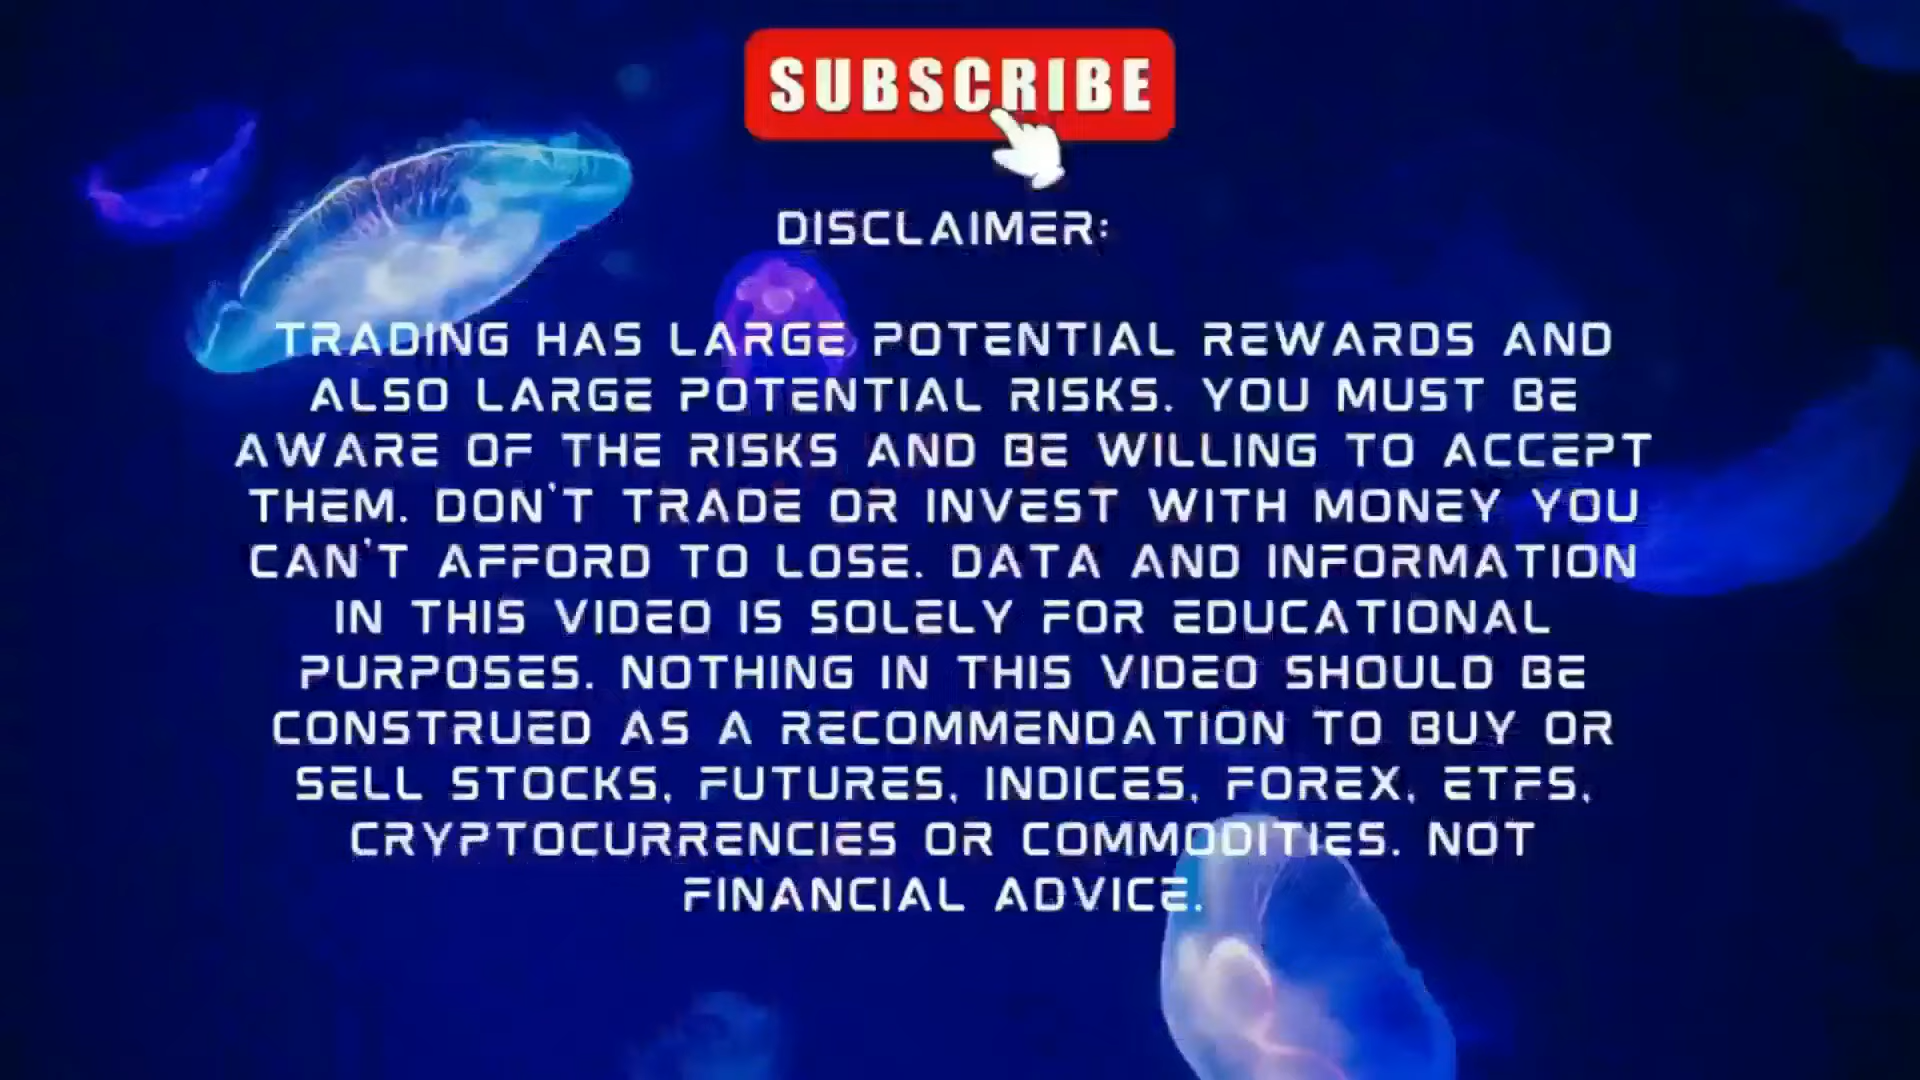 SUBSCRIBE
DISCLAIMER:
TRADING HAS LARGE POTENTIAL REWARDS AND
ALSO LARGE POTENTIAL RISKS. YOU MUST BE
AWARE OF THE RISKS AND BE WILLING TO ACCEPT
THEM. DON'T TRADE OR INVEST WITH MONEY YOU
CAN'T AFFORD TO LOSE. DATA AND INFORMATION
IN THIS VIDEO IS SOLELY FOR EDUCATIONAL
PURPOSES. NOTHING IN THIS VIDEO SHOULD BE
CONSTRUED AS A RECOMMENDATION TO BUY OR
SELL STOCKS, FUTURES, INDICES, FOREX, ETFS,
CRYPTOCURRENCIES OR COMMODITIES. NOT
FINANCIAL ADVICE.